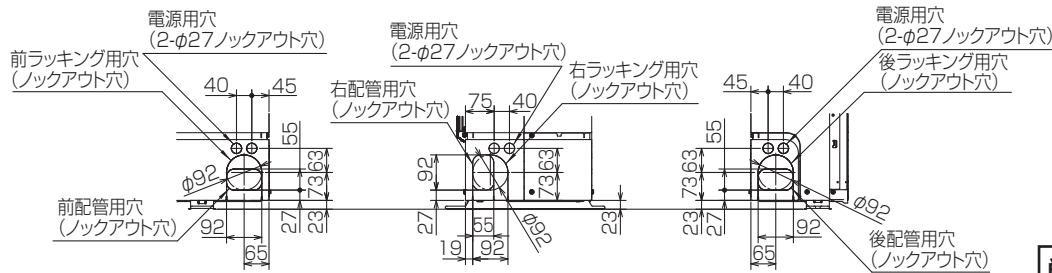 電源用穴
(2-φ27ノックアウト穴)
前ラッキング用穴
(ノックアウト穴)
40
45
55
63
73
φ92
27
23
前配管用穴
(ノックアウト穴)
92
65
電源用穴
(2-φ27ノックアウト穴)
右ラッキング用穴
(ノックアウト穴)
右配管用穴
(ノックアウト穴)
75
40
92
63
73
27
23
φ92
55
19
92
電源用穴
(2-φ27ノックアウト穴)
後ラッキング用穴
(ノックアウト穴)
45
40
55
63
73
27
23
φ92
92
65
後配管用穴
(ノックアウト穴)